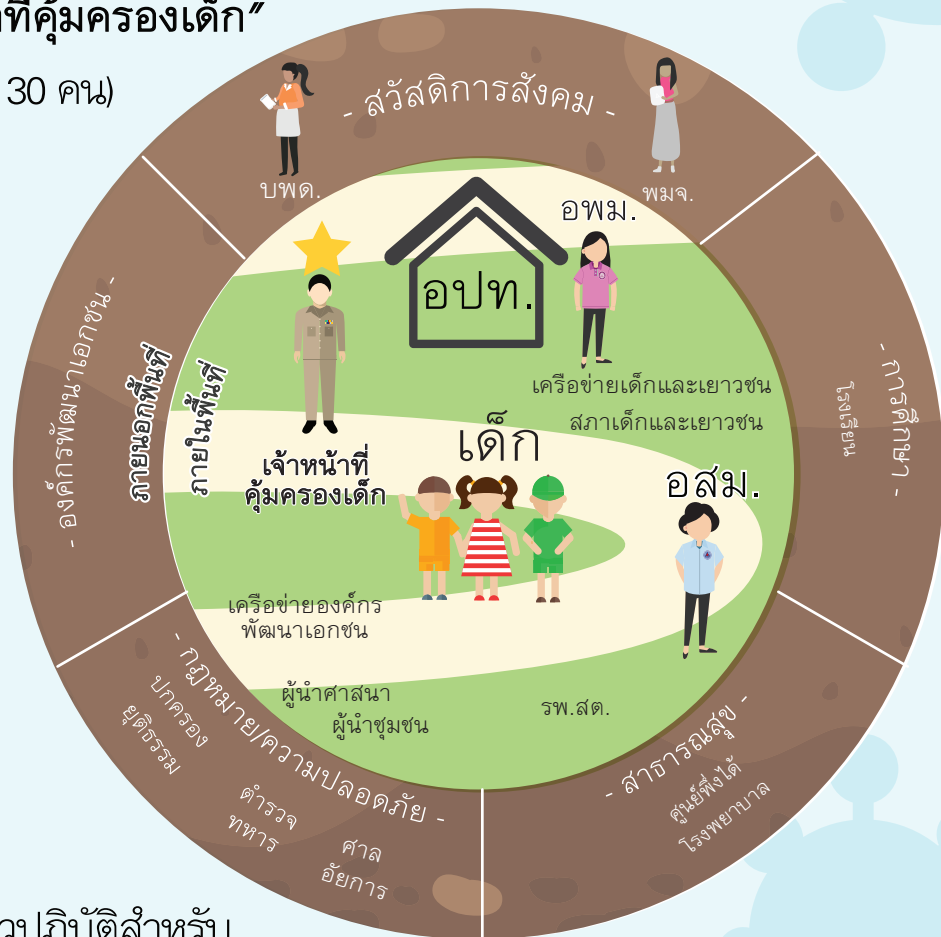 ที่คุ้มครองเด็ก"
30 คน)
- สวัสดิการสังคม -
บพด.
พมจ.
อพม.
อปท.
- องค์กรพัฒนาเอกชน -
ภายนอกพื้นที่
ภายในพื้นที่
- การศึกษา -
โรงเรียน
เครือข่ายเด็กและเยาวชน
สภาเด็กและเยาวชน
เด็ก
เจ้าหน้าที่
คุ้มครองเด็ก
อสม.
เครือข่ายองค์กร
พัฒนาเอกชน
ผู้นำศาสนา
ผู้นำชุมชน
รพ.สต.
- กฎหมาย/ความปลอดภัย -
ปกครอง
ยุติธรรม
ตำรวจ
ทหาร
ศาล
อัยการ
- สาธารณสุข -
ศูนย์พึ่งได้
โรงพยาบาล
วปฏิบัติสำหรับ